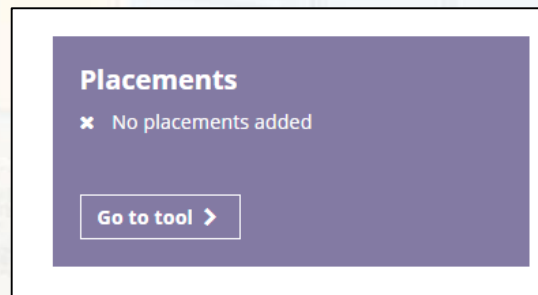 Placements
✖ No placements added
Go to tool